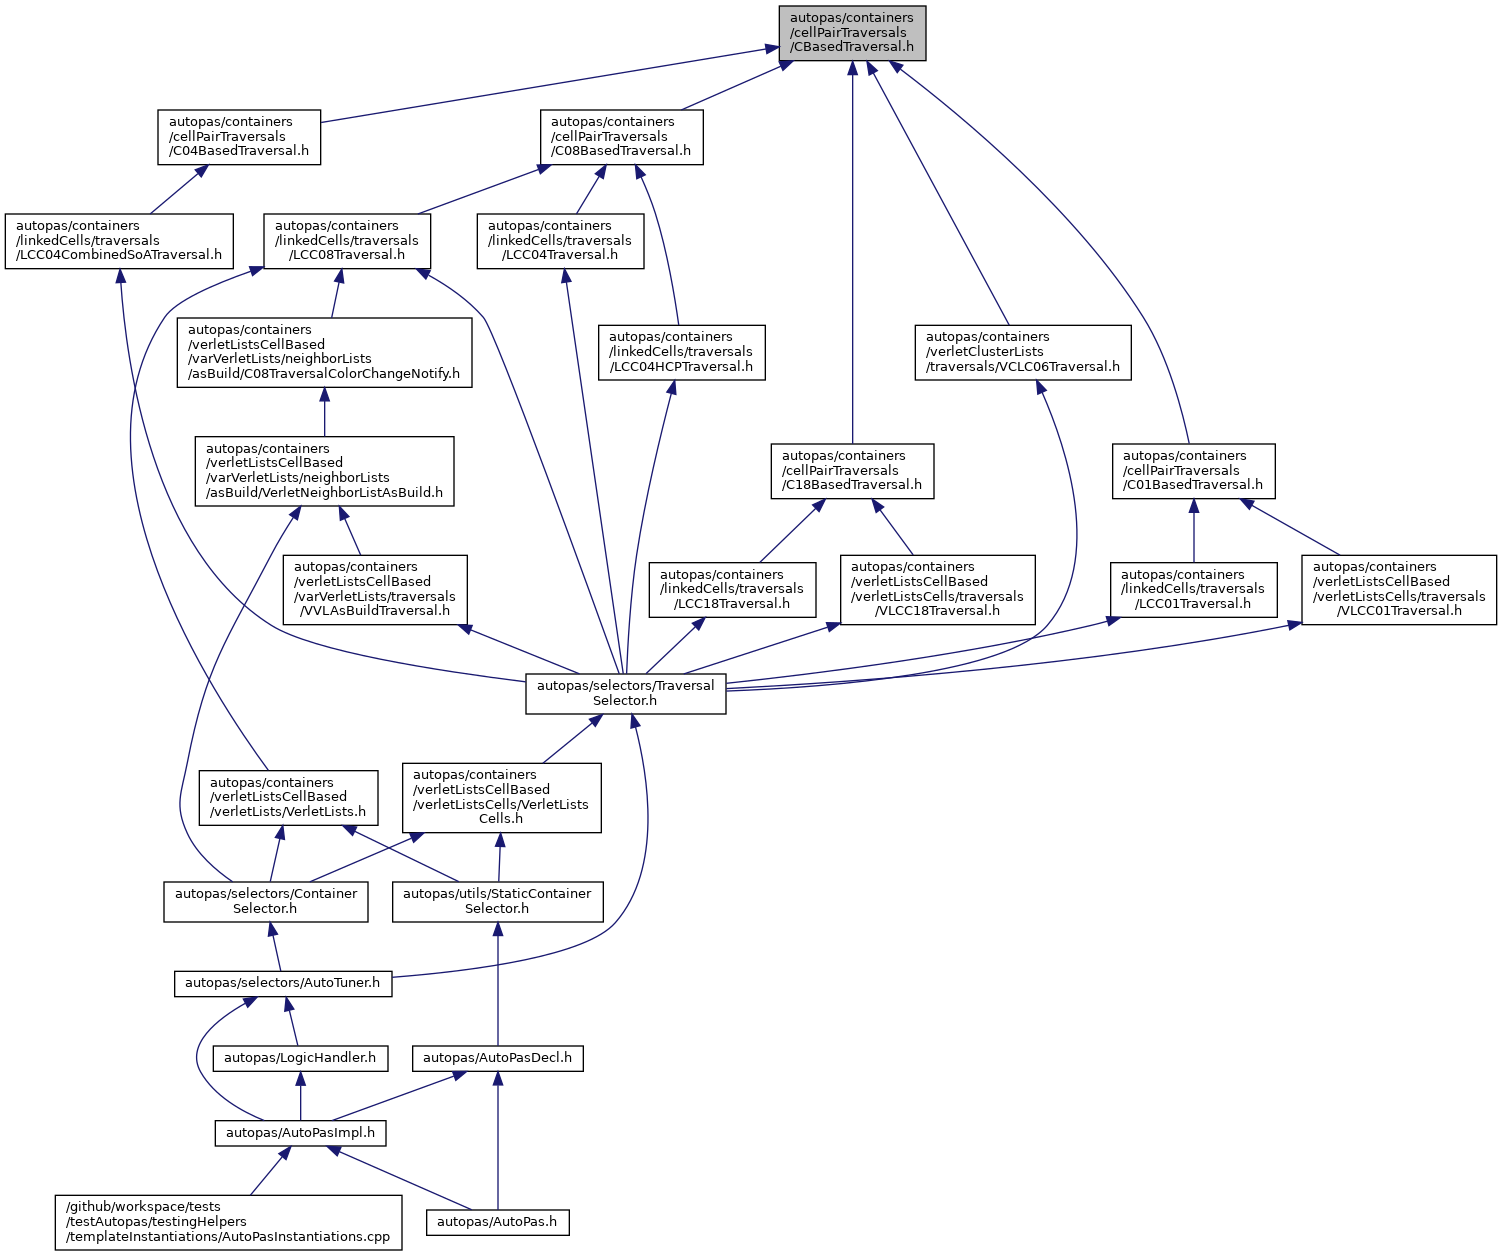 autopas/containers
/cellPairTraversals
/CBasedTraversal.h
autopas/containers
/cellPairTraversals
/C04BasedTraversal.h
autopas/containers
/cellPairTraversals
/C08BasedTraversal.h
autopas/containers
/linkedCells/traversals
/LCC04CombinedSoATraversal.h
autopas/containers
/linkedCells/traversals
/LCC08Traversal.h
autopas/containers
/linkedCells/traversals
/LCC04Traversal.h
autopas/containers
/verletListsCellBased
/varVerletLists/neighborLists
/asBuild/C08TraversalColorChangeNotify.h
autopas/containers
/linkedCells/traversals
/LCC04HCPTraversal.h
autopas/containers
/verletClusterLists
/traversals/VCLC06Traversal.h
autopas/containers
/verletListsCellBased
/varVerletLists/neighborLists
/asBuild/VerletNeighborListAsBuild.h
autopas/containers
/cellPairTraversals
/C18BasedTraversal.h
autopas/containers
/cellPairTraversals
/C01BasedTraversal.h
autopas/containers
/verletListsCellBased
/varVerletLists/traversals
/VVLAsBuildTraversal.h
autopas/containers
/linkedCells/traversals
/LCC18Traversal.h
autopas/containers
/verletListsCellBased
/verletListsCells/traversals
/VLCC18Traversal.h
autopas/containers
/linkedCells/traversals
/LCC01Traversal.h
autopas/containers
/verletListsCellBased
/verletListsCells/traversals
/VLCC01Traversal.h
autopas/selectors/Traversal
Selector.h
autopas/containers
/verletListsCellBased
/verletLists/VerletLists.h
autopas/containers
/verletListsCellBased
/verletListsCells/VerletLists
Cells.h
autopas/selectors/Container
Selector.h
autopas/utils/StaticContainer
Selector.h
autopas/selectors/AutoTuner.h
autopas/LogicHandler.h
autopas/AutoPasDecl.h
autopas/AutoPasImpl.h
/github/workspace/tests
/testAutopas/testingHelpers
/templateInstantiations/AutoPasInstantiations.cpp
autopas/AutoPas.h